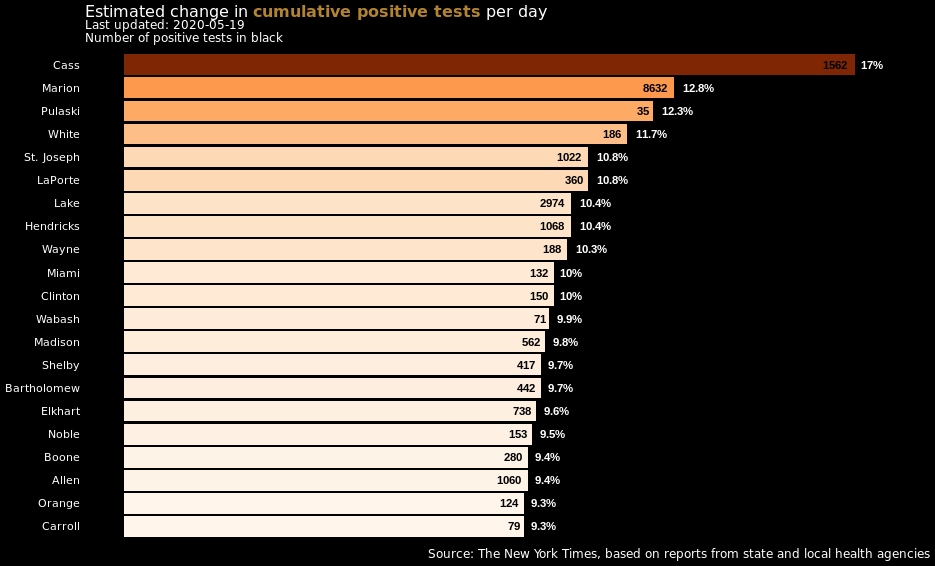 Estimated change in cumulative positive tests per day
Last updated: 2020-05-19
Number of positive tests in black
Cass 1562 17%
Marion 8632 12.8%
Pulaski 35 12.3%
White 186 11.7%
St. Joseph 1022 10.8%
LaPorte 360 10.8%
Lake 2974 10.4%
Hendricks 1068 10.4%
Wayne 188 10.3%
Miami 132 10%
Clinton 150 10%
Wabash 71 9.9%
Madison 562 9.8%
Shelby 417 9.7%
Bartholomew 442 9.7%
Elkhart 738 9.6%
Noble 153 9.5%
Boone 280 9.4%
Allen 1060 9.4%
Orange 124 9.3%
Carroll 79 9.3%
Source: The New York Times, based on reports from state and local health agencies